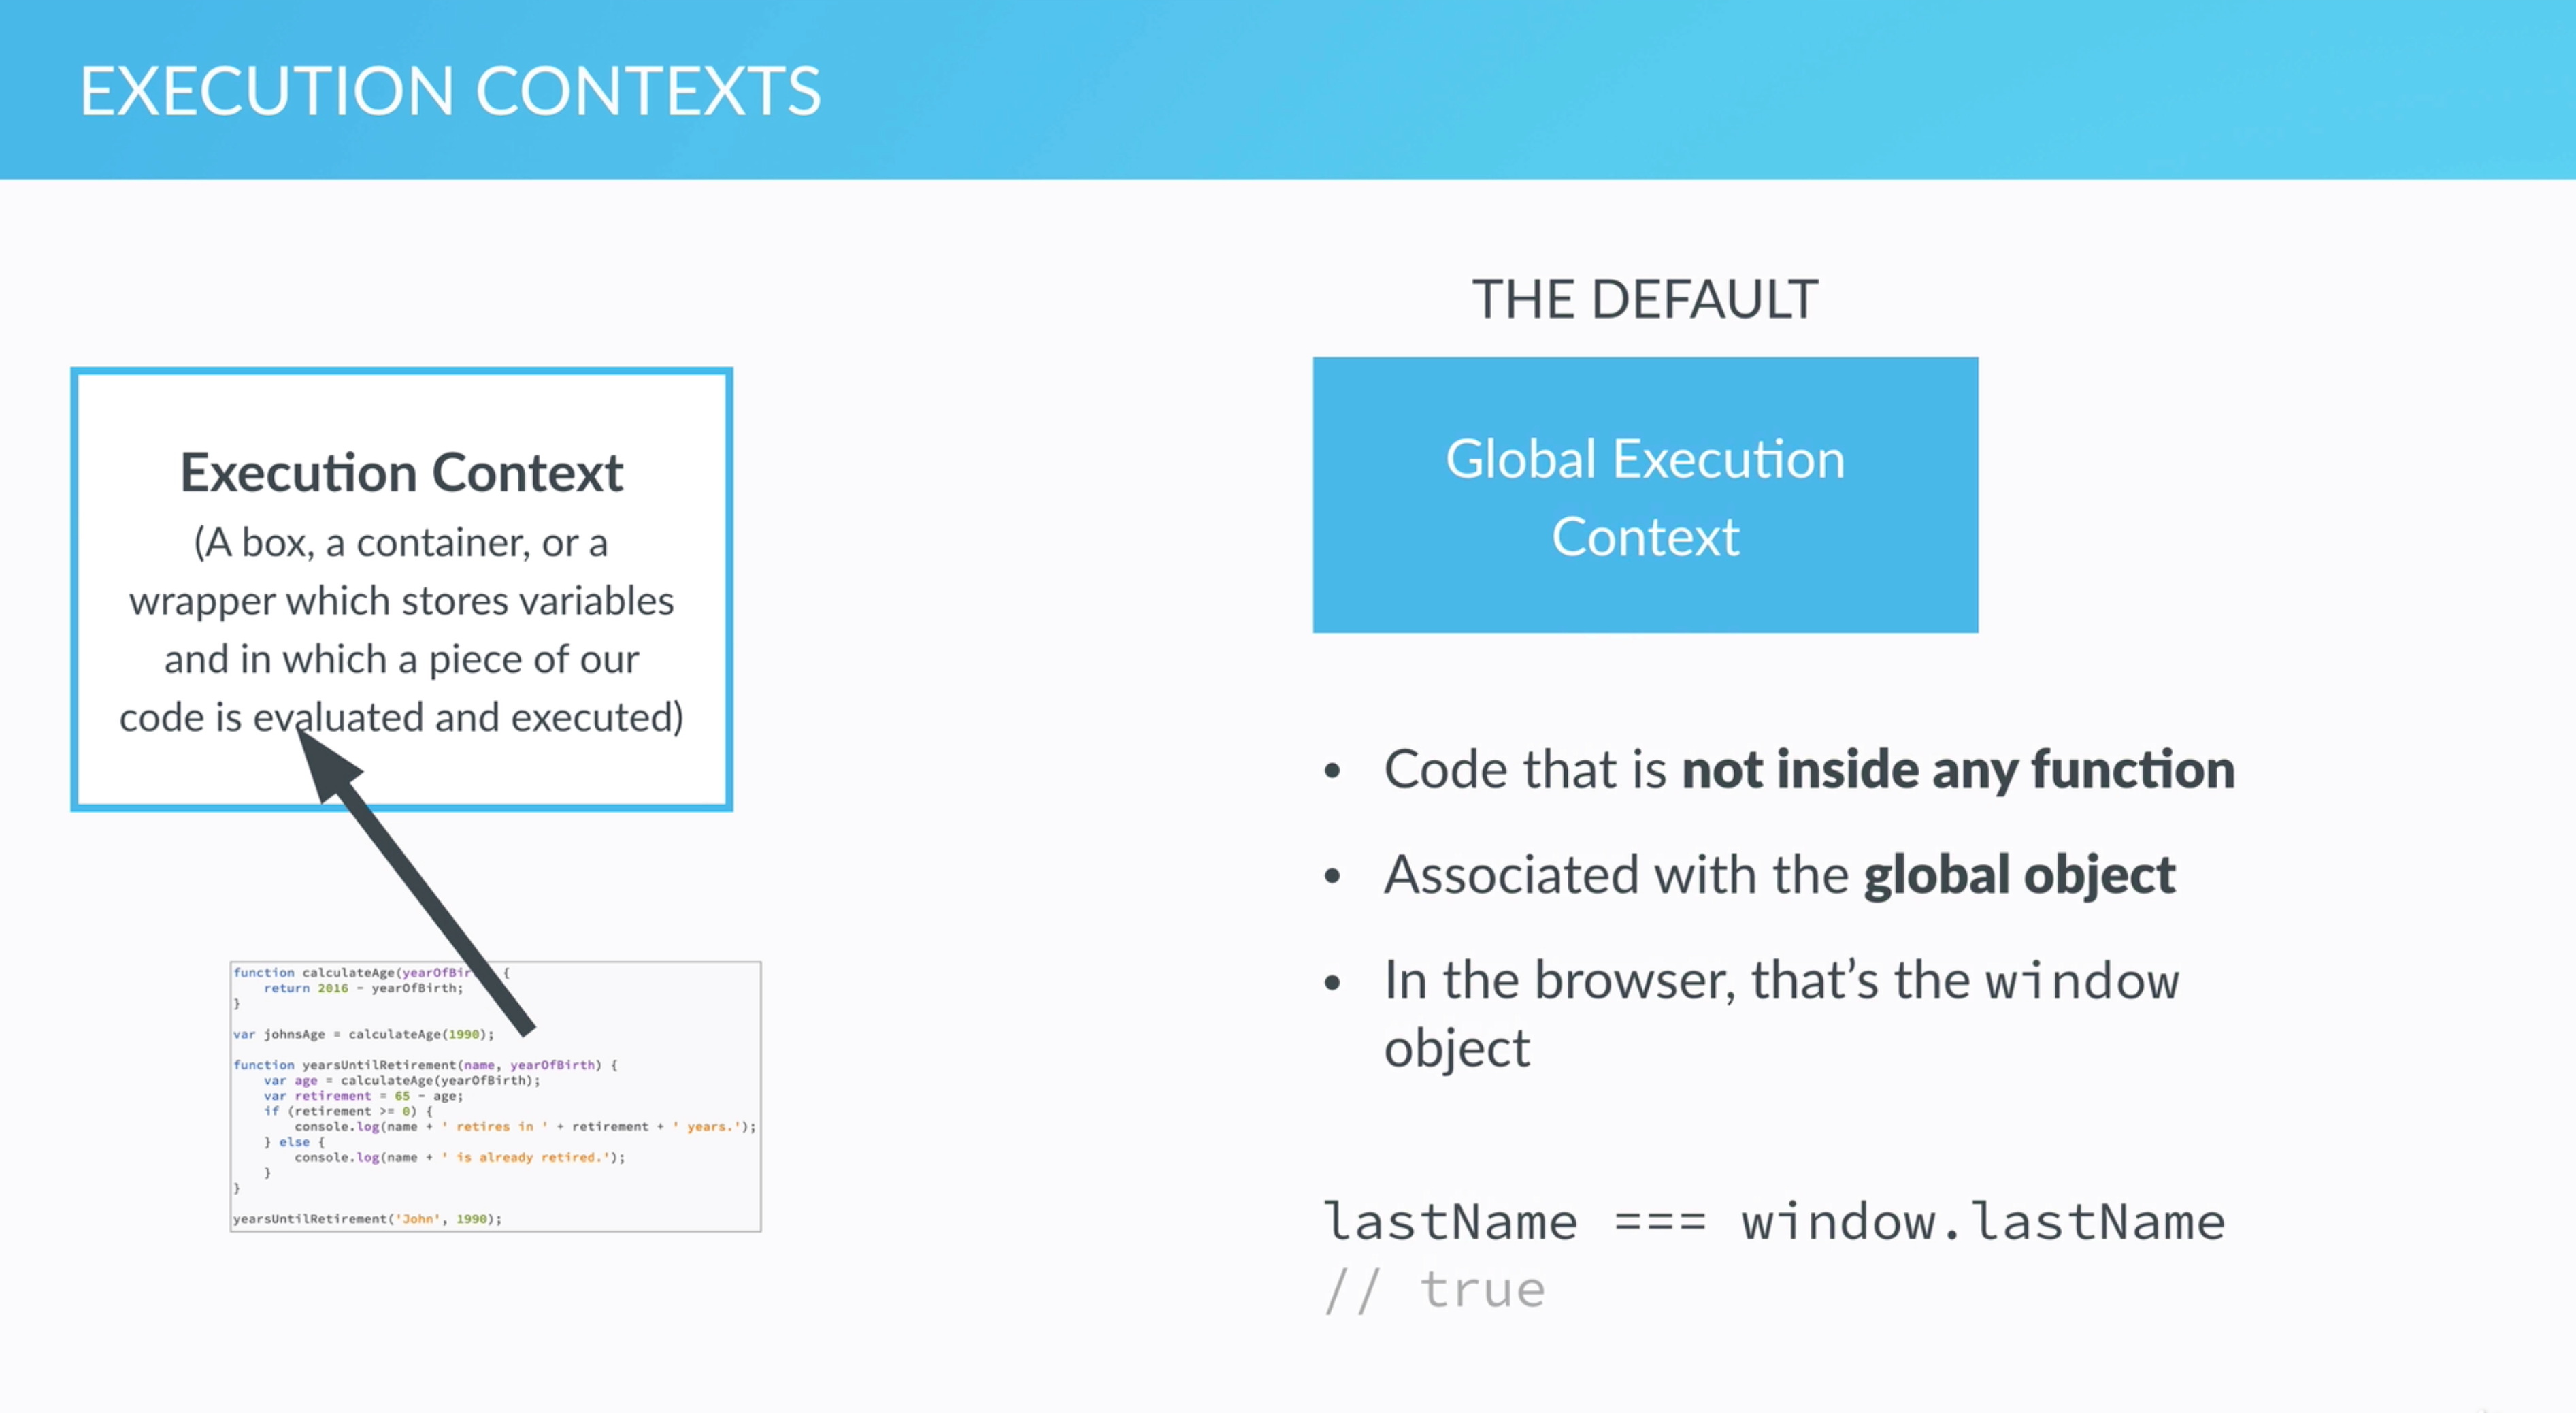 EXECUTION CONTEXTS
Execution Context
(A box, a container, or a
wrapper which stores variables
and in which a piece of our
code is evaluated and executed)
function calculateAge(yearOfBir {
    return 2016 - yearOfBirth;
}
var johnsAge = calculateAge(1990);
function yearsUntilRetirement(name, yearOfBirth) {
    var age = calculateAge(yearOfBirth);
    var retirement = 65 - age;
    if (retirement >= 0) {
        console.log(name + ' retires in ' + retirement + ' years.');
    } else {
        console.log(name + ' is already retired.');
    }
}
yearsUntilRetirement('John', 1990);
THE DEFAULT
Global Execution
Context
• Code that is not inside any function
• Associated with the global object
• In the browser, that’s the window
object
lastName === window.lastName
// true